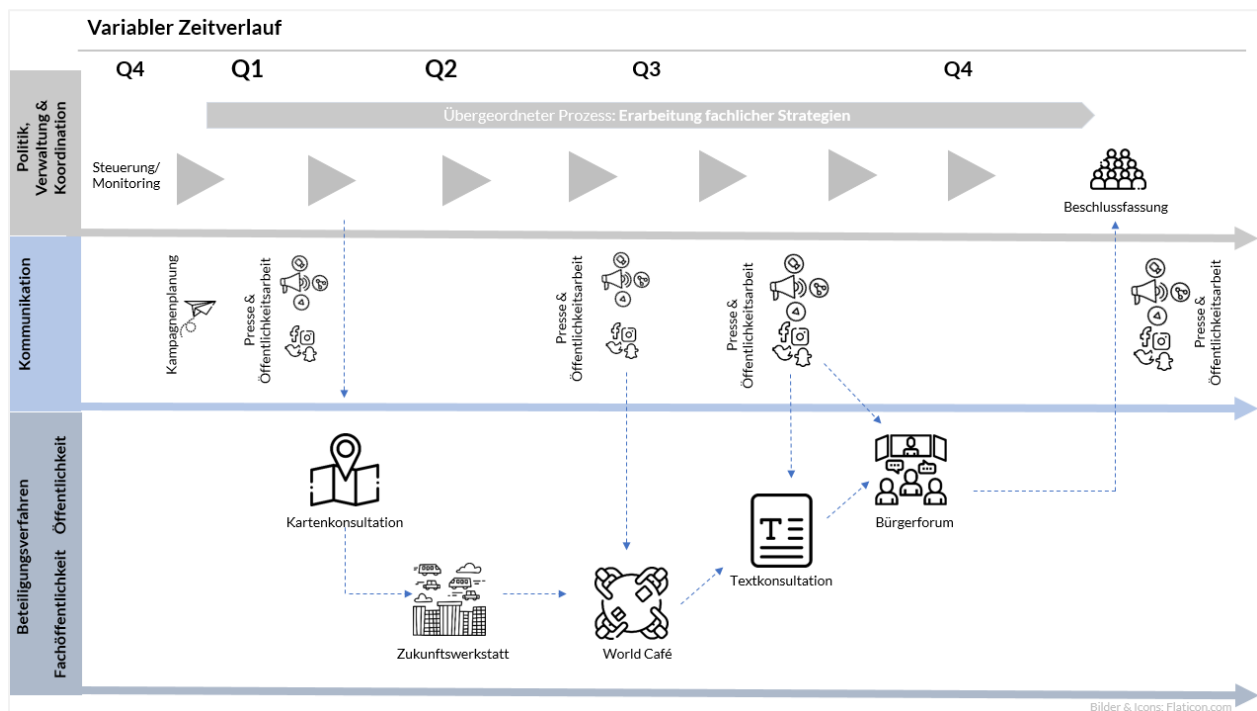 Variabler Zeitverlauf
Q4
Q1
Q2
Q3
Q4
Politik,
Verwaltung &
Koordination
Übergeordneter Prozess: Erarbeitung fachlicher Strategien
Steuerung/
Monitoring
Beschlussfassung
Kommunikation
Kampagnenplanung
Presse &
Öffentlichkeitsarbeit
Presse &
Öffentlichkeitsarbeit
Presse &
Öffentlichkeitsarbeit
Presse &
Öffentlichkeitsarbeit
Beteiligungsverfahren
Fachöffentlichkeit
Öffentlichkeit
Kartenkonsultation
Bürgerforum
T
Textkonsultation
Zukunftswerkstatt
World Café
Bilder & Icons: Flaticon.com